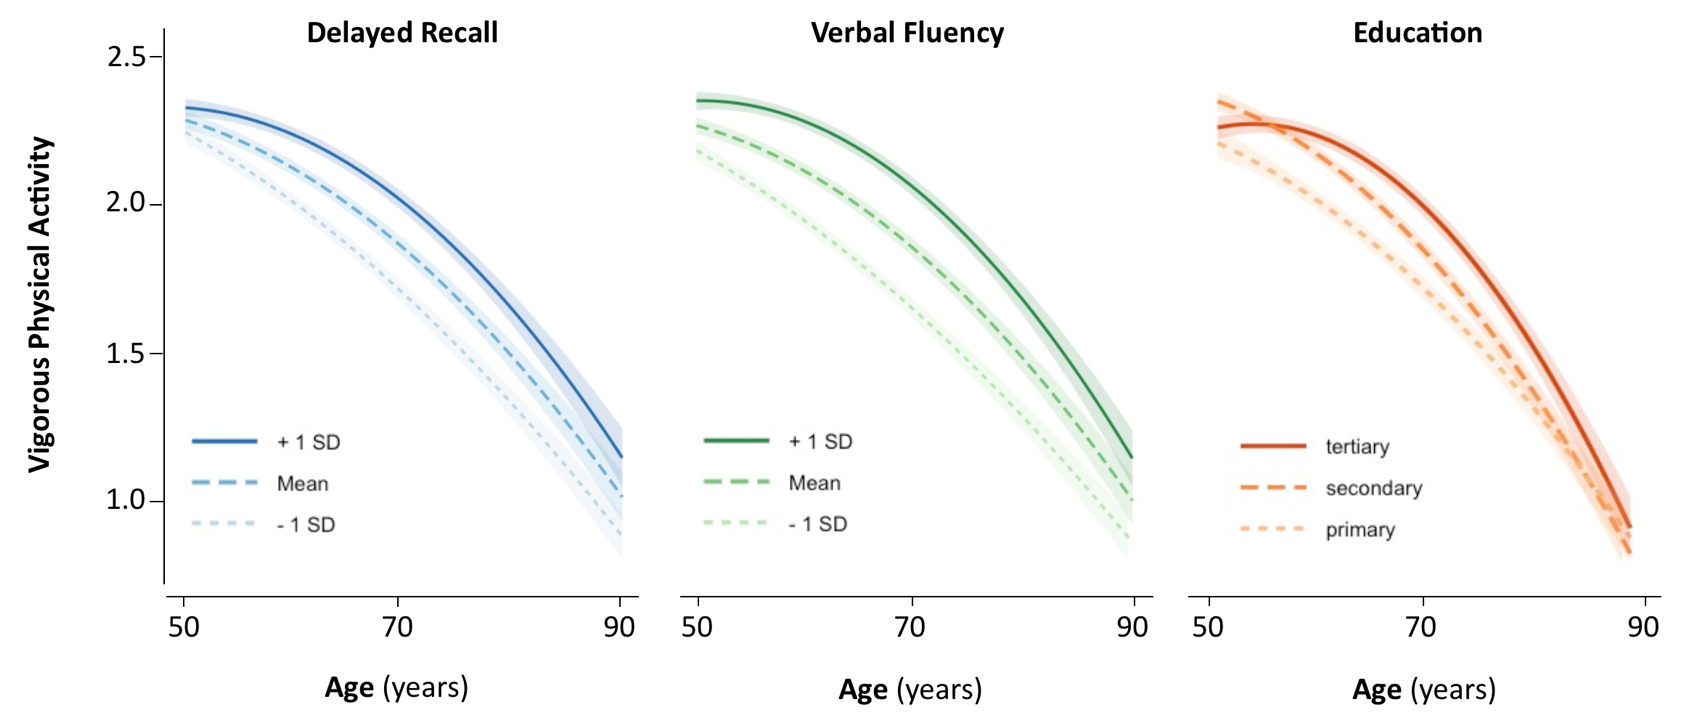 Delayed Recall
Verbal Fluency
Education
Vigorous Physical Activity
2.5
2.0
1.5
1.0
+ 1 SD
Mean
- 1 SD
+ 1 SD
Mean
- 1 SD
tertiary
secondary
primary
50 70 90
50 70 90
50 70 90
Age (years)
Age (years)
Age (years)